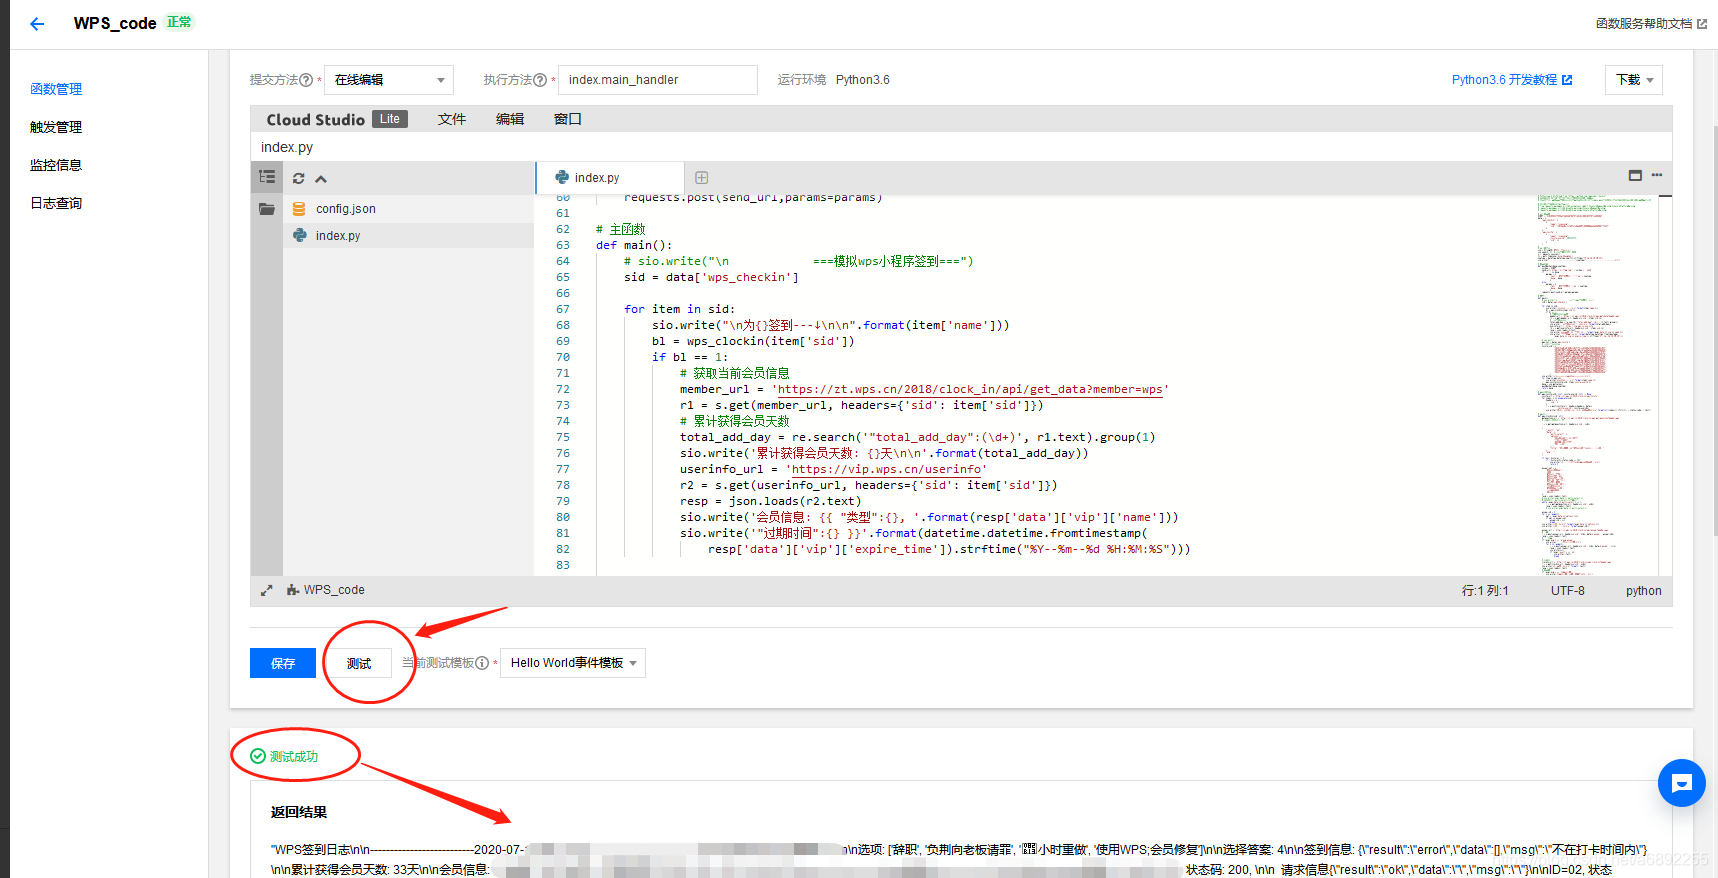 WPS_code 正常
函数服务帮助文档
函数管理
触发管理
监控信息
日志查询
提交方法 * 在线编辑 执行方法 * index.main_handler 运行环境 Python3.6 Python3.6 开发教程 下载
Cloud Studio Lite 文件 编辑 窗口
index.py
index.py
config.json
index.py
60 requests.post(send_url,params=params)
61
62 # 主函数
63 def main():
64 # sio.write("\n ===模拟wps小程序签到===")
65 sid = data['wps_checkin']
66
67 for item in sid:
68 sio.write("\n为{}签到---↓\n\n".format(item['name']))
69 bl = wps_clockin(item['sid'])
70 if bl == 1:
71 # 获取当前会员信息
72 member_url = 'https://zt.wps.cn/2018/clock_in/api/get_data?member=wps'
73 r1 = s.get(member_url, headers={'sid': item['sid']})
74 # 累计获得会员天数
75 total_add_day = re.search('"total_add_day":(\d+)', r1.text).group(1)
76 sio.write('累计获得会员天数: {}天\n\n'.format(total_add_day))
77 userinfo_url = 'https://vip.wps.cn/userinfo'
78 r2 = s.get(userinfo_url, headers={'sid': item['sid']})
79 resp = json.loads(r2.text)
80 sio.write('会员信息: {{ "类型":{}, '.format(resp['data']['vip']['name']))
81 sio.write('"过期时间":{} }}'.format(datetime.datetime.fromtimestamp(
82 resp['data']['vip']['expire_time']).strftime("%Y--%m--%d %H:%M:%S")))
83
WPS_code 行:1 列:1 UTF-8 python
保存 测试 当前测试模板 * Hello World事件模板
测试成功
返回结果
"WPS签到日志\n\n--------------------------2020-07- \n\n选项: ['辞职', '负荆向老板请罪', ' 小时重做', '使用WPS;会员修复']\n\n选择答案: 4\n\n签到信息: {\"result\":\"error\",\"data\":[],\"msg\":\"不在打卡时间内\"}
\n\n累计获得会员天数: 33天\n\n会员信息: 状态码: 200, \n\n 请求信息{\"result\":\"ok\",\"data\":\"\",\"msg\":\"\"}\n\nID=02, 状态